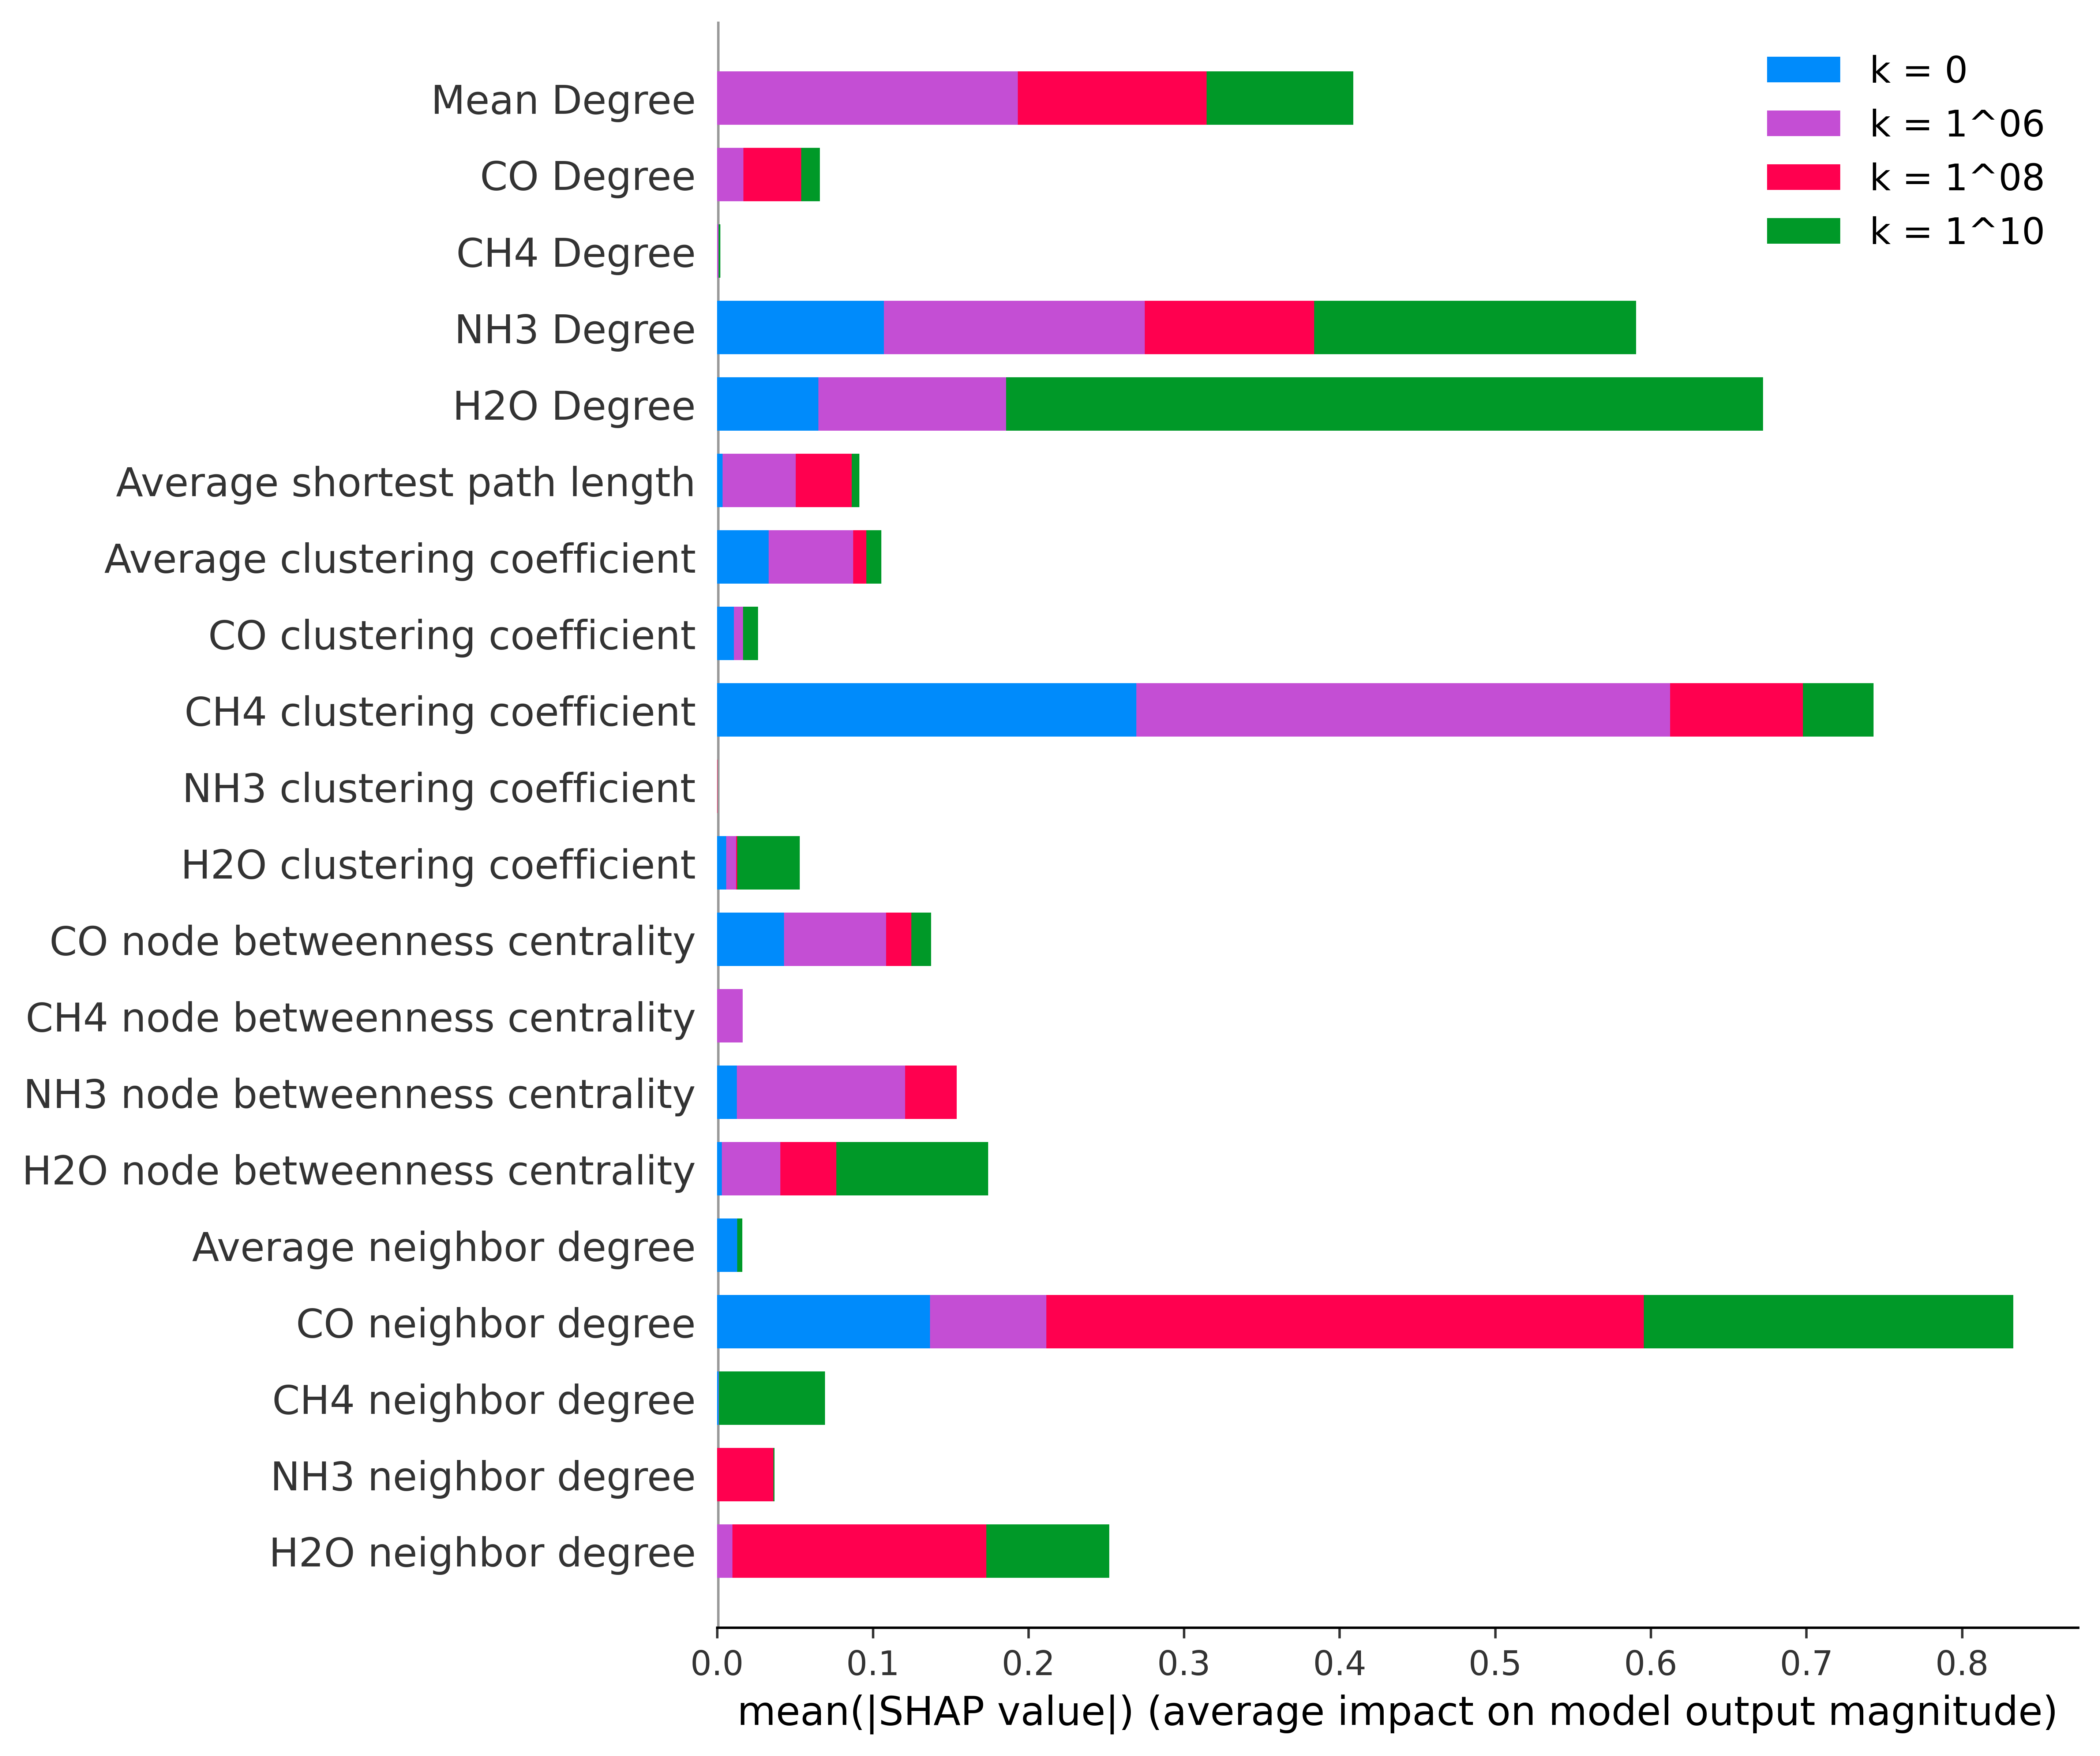 Mean Degree
CO Degree
CH4 Degree
NH3 Degree
H2O Degree
Average shortest path length
Average clustering coefficient
CO clustering coefficient
CH4 clustering coefficient
NH3 clustering coefficient
H2O clustering coefficient
CO node betweenness centrality
CH4 node betweenness centrality
NH3 node betweenness centrality
H2O node betweenness centrality
Average neighbor degree
CO neighbor degree
CH4 neighbor degree
NH3 neighbor degree
H2O neighbor degree
k = 0
k = 1^06
k = 1^08
k = 1^10
0.0 0.1 0.2 0.3 0.4 0.5 0.6 0.7 0.8
mean(|SHAP value|) (average impact on model output magnitude)